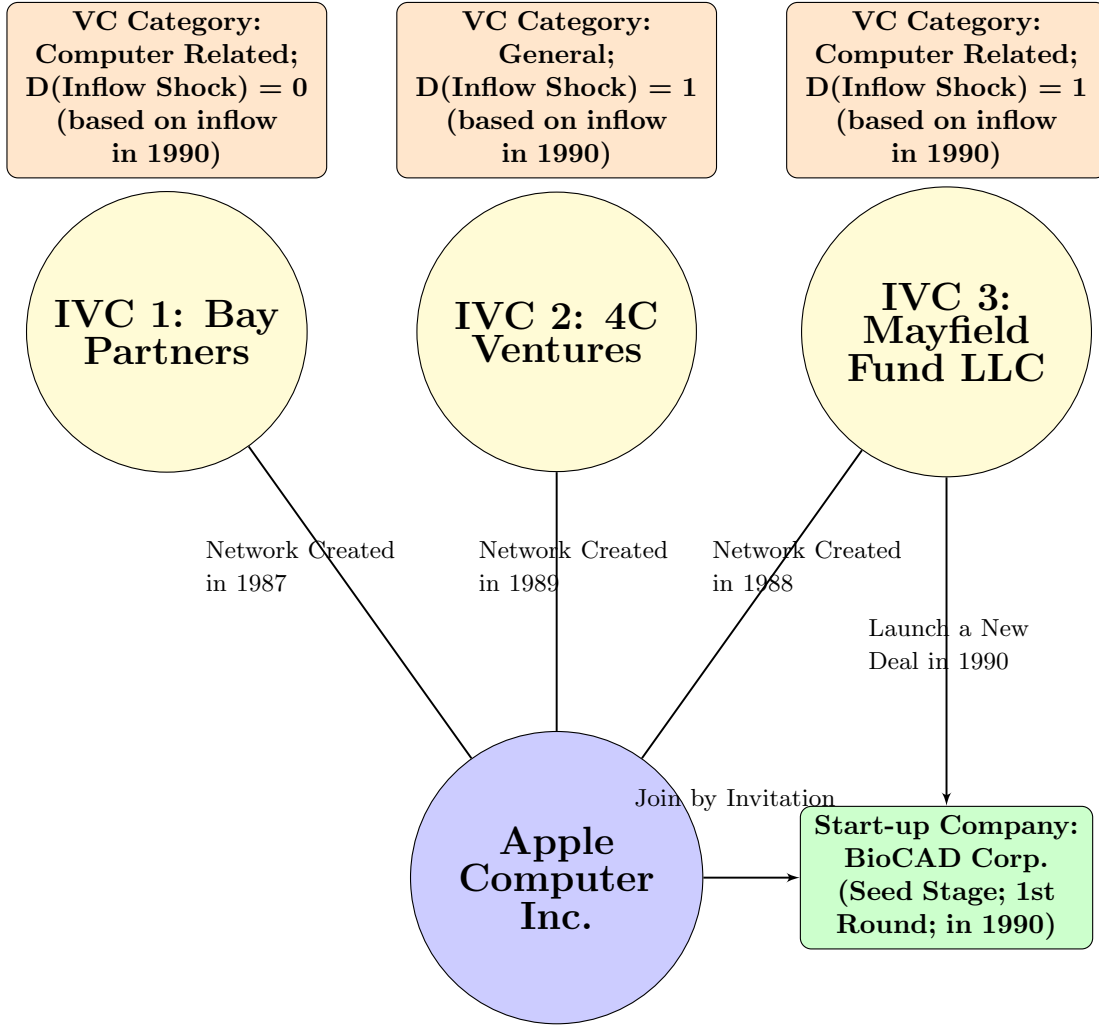 VC Category:
Computer Related;
D(Inflow Shock) = 0
(based on inflow
in 1990)
VC Category:
General;
D(Inflow Shock) = 1
(based on inflow
in 1990)
VC Category:
Computer Related;
D(Inflow Shock) = 1
(based on inflow
in 1990)
IVC 1: Bay
Partners
IVC 2: 4C
Ventures
IVC 3:
Mayfield
Fund LLC
Network Created
in 1987
Network Created
in 1989
Network Created
in 1988
Launch a New
Deal in 1990
Join by Invitation
Apple
Computer
Inc.
Start-up Company:
BioCAD Corp.
(Seed Stage; 1st
Round; in 1990)